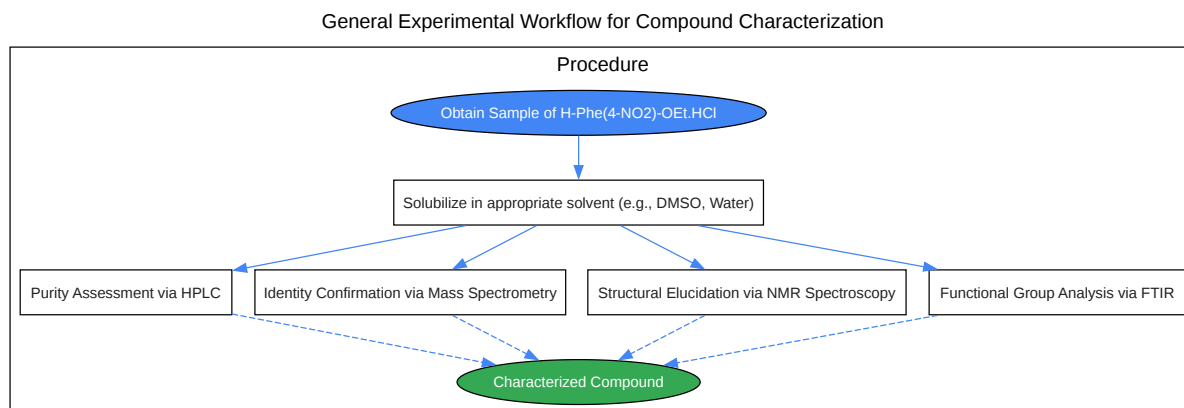 General Experimental Workflow for Compound Characterization
Procedure
Obtain Sample of H-Phe(4-NO2)-OEt.HCl
Solubilize in appropriate solvent (e.g., DMSO, Water)
Purity Assessment via HPLC
Identity Confirmation via Mass Spectrometry
Structural Elucidation via NMR Spectroscopy
Functional Group Analysis via FTIR
Characterized Compound